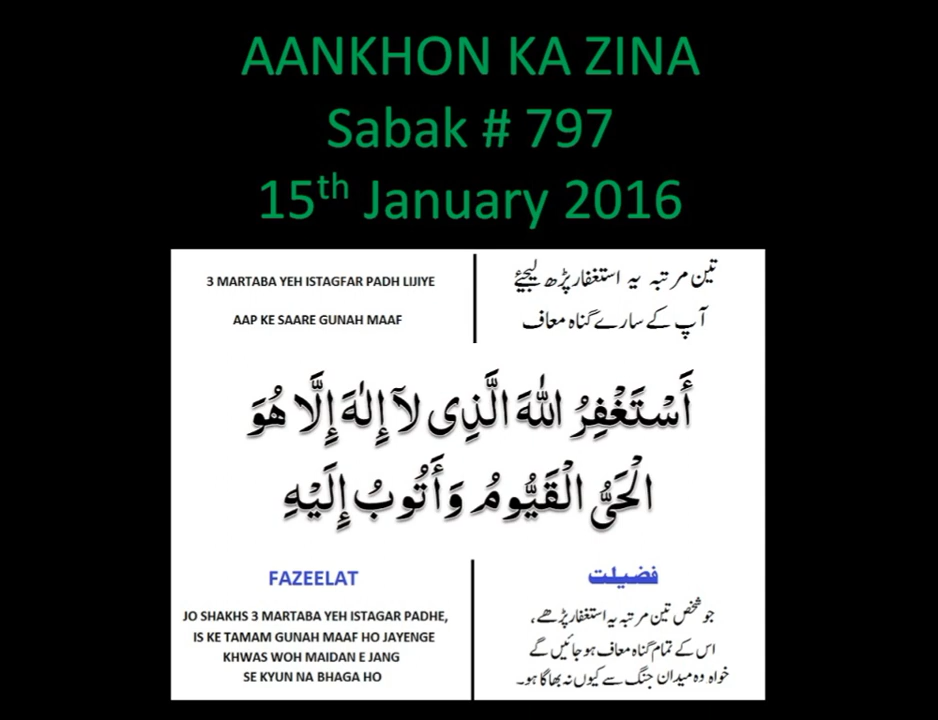 AANKHON KA ZINA
Sabak # 797
15th January 2016
3 MARTABA YEH ISTAGFAR PADH LIJIYE
AAP KE SAARE GUNAH MAAF
تین مرتبہ یہ استغفار پڑھ لیجئے
آپ کے سارے گناہ معاف
أَسْتَغْفِرُ اللّٰهَ الَّذِى لآ إِلٰهَ إِلَّا هُوَ
الْحَىُّ الْقَيُّومُ وَأَتُوبُ إِلَيْهِ
FAZEELAT
JO SHAKHS 3 MARTABA YEH ISTAGAR PADHE,
IS KE TAMAM GUNAH MAAF HO JAYENGE
KHWAS WOH MAIDAN E JANG
SE KYUN NA BHAGA HO
فضیلت
جو شخص تین مرتبہ یہ استغفار پڑھے،
اس کے تمام گناہ معاف ہو جائیں گے
خواہ وہ میدان جنگ سے کیوں نہ بھاگا ہو۔